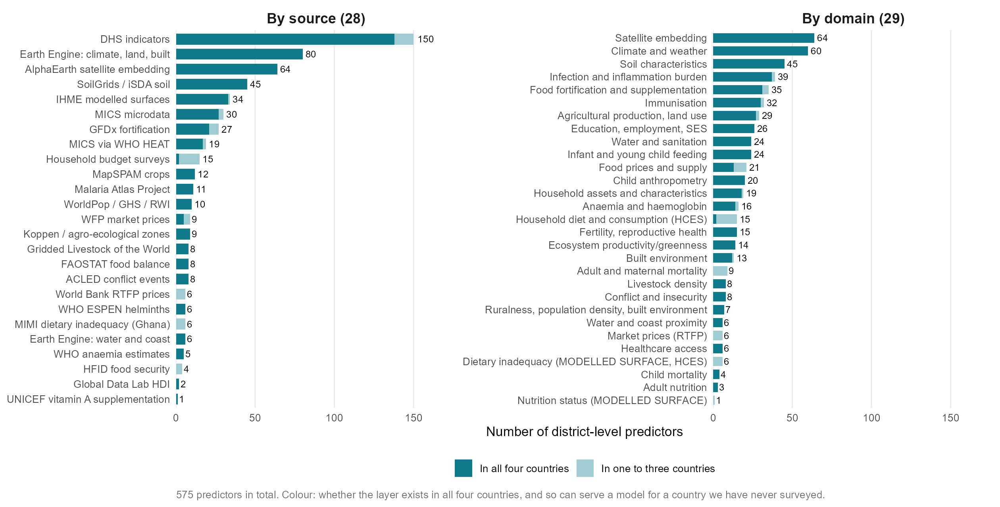 By source (28)
DHS indicators 150
Earth Engine: climate, land, built 80
AlphaEarth satellite embedding 64
SoilGrids / iSDA soil 45
IHME modelled surfaces 34
MICS microdata 30
GFDx fortification 27
MICS via WHO HEAT 19
Household budget surveys 15
MapSPAM crops 12
Malaria Atlas Project 11
WorldPop / GHS / RWI 10
WFP market prices 9
Koppen / agro-ecological zones 9
Gridded Livestock of the World 8
FAOSTAT food balance 8
ACLED conflict events 8
World Bank RTFP prices 6
WHO ESPEN helminths 6
MIMI dietary inadequacy (Ghana) 6
Earth Engine: water and coast 6
WHO anaemia estimates 5
HFID food security 4
Global Data Lab HDI 2
UNICEF vitamin A supplementation 1
0 50 100 150
By domain (29)
Satellite embedding 64
Climate and weather 60
Soil characteristics 45
Infection and inflammation burden 39
Food fortification and supplementation 35
Immunisation 32
Agricultural production, land use 29
Education, employment, SES 26
Water and sanitation 24
Infant and young child feeding 24
Food prices and supply 21
Child anthropometry 20
Household assets and characteristics 19
Anaemia and haemoglobin 16
Household diet and consumption (HCES) 15
Fertility, reproductive health 15
Ecosystem productivity/greenness 14
Built environment 13
Adult and maternal mortality 9
Livestock density 8
Conflict and insecurity 8
Ruralness, population density, built environment 7
Water and coast proximity 6
Market prices (RTFP) 6
Healthcare access 6
Dietary inadequacy (MODELLED SURFACE, HCES) 6
Child mortality 4
Adult nutrition 3
Nutrition status (MODELLED SURFACE) 1
0 50 100 150
Number of district-level predictors
In all four countries
In one to three countries
575 predictors in total. Colour: whether the layer exists in all four countries, and so can serve a model for a country we have never surveyed.